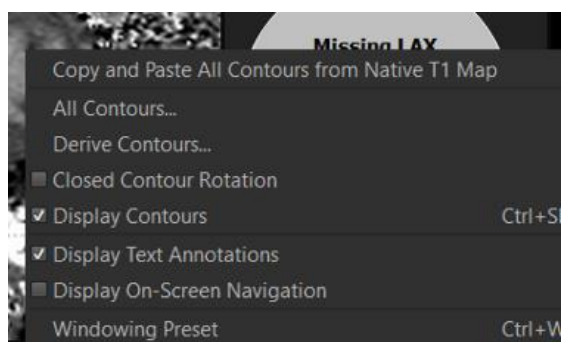 Missing LAX
Copy and Paste All Contours from Native T1 Map
All Contours...
Derive Contours...
Closed Contour Rotation
Display Contours
Display Text Annotations
Display On-Screen Navigation
Windowing Preset